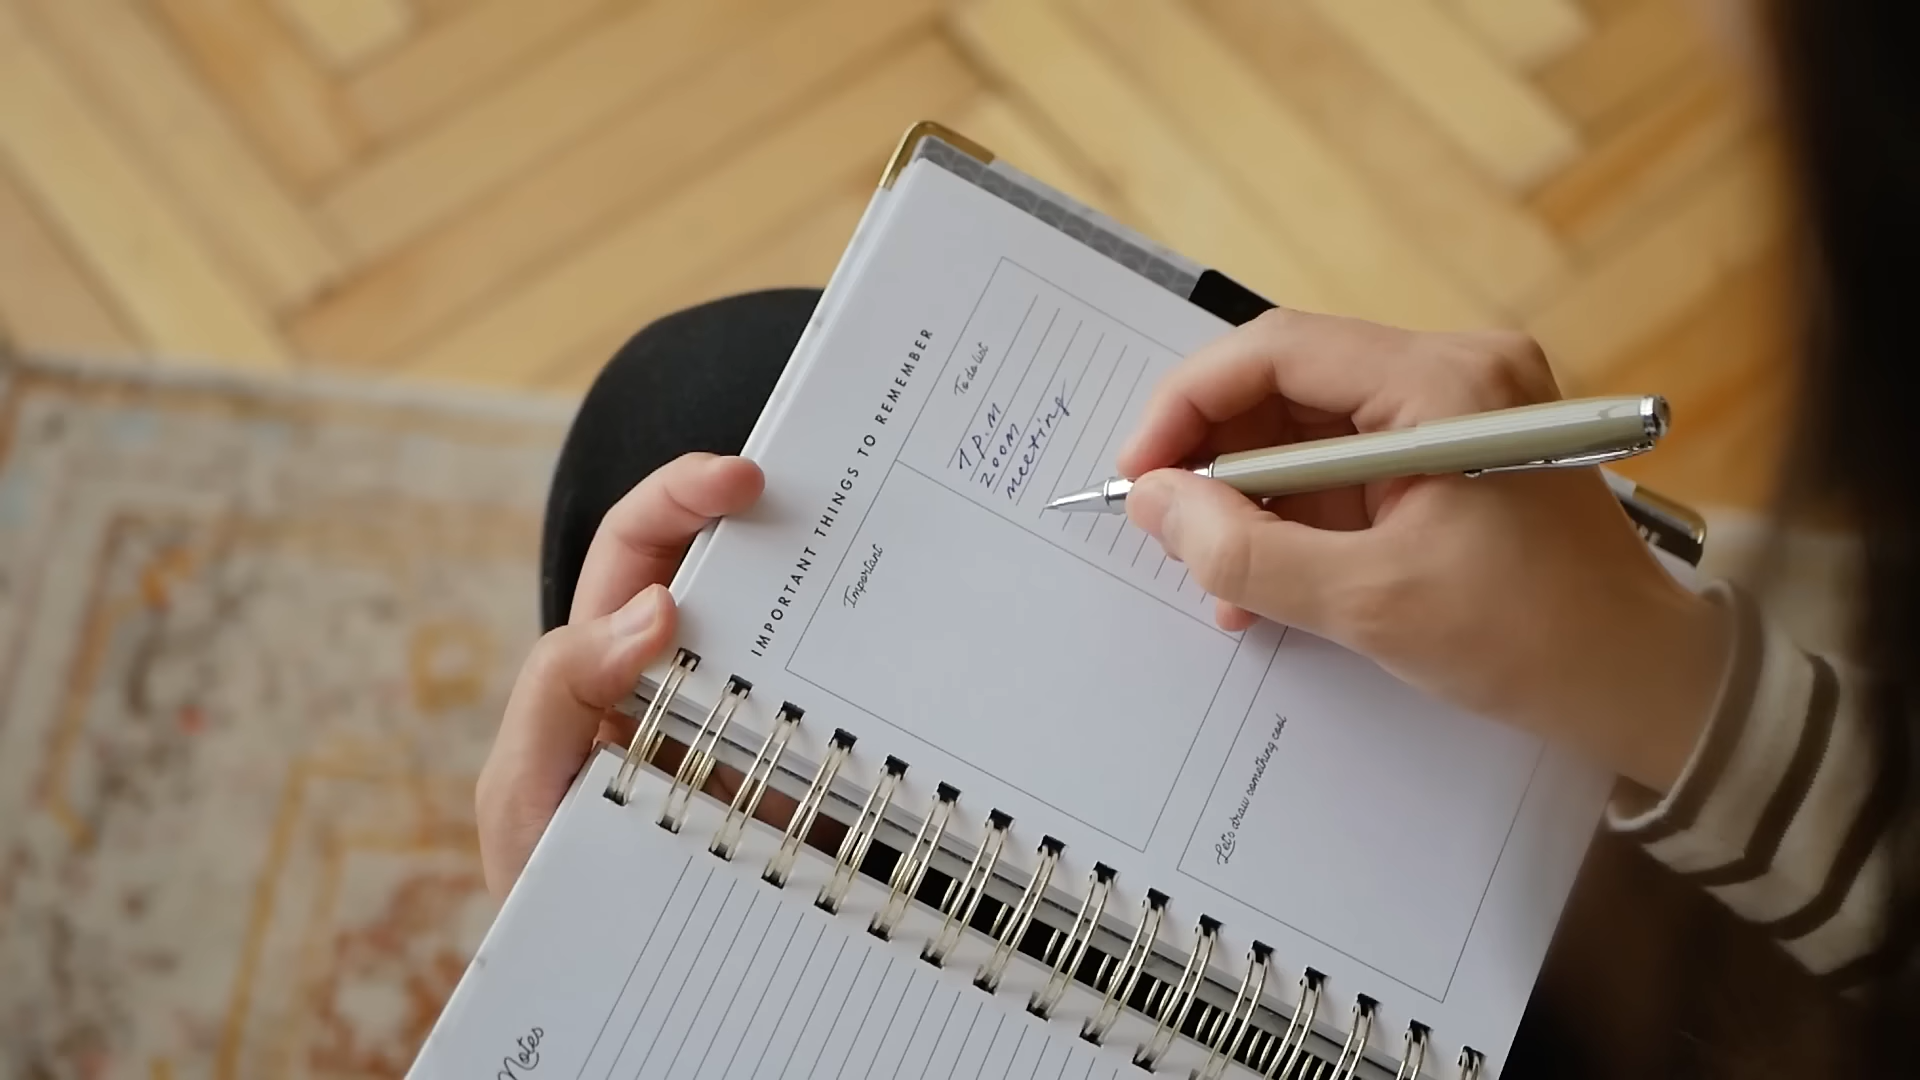 IMPORTANT THINGS TO REMEMBER
To do list
1 p.m
zoom
meeting
Important
Let's draw something cool
Notes